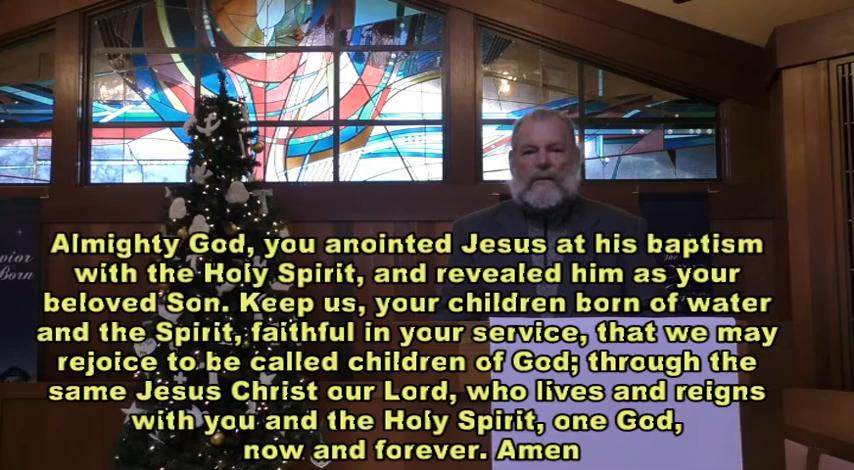 Almighty God, you anointed Jesus at his baptism
with the Holy Spirit, and revealed him as your
beloved Son. Keep us, your children born of water
and the Spirit, faithful in your service, that we may
rejoice to be called children of God; through the
same Jesus Christ our Lord, who lives and reigns
with you and the Holy Spirit, one God,
now and forever. Amen
Born
The